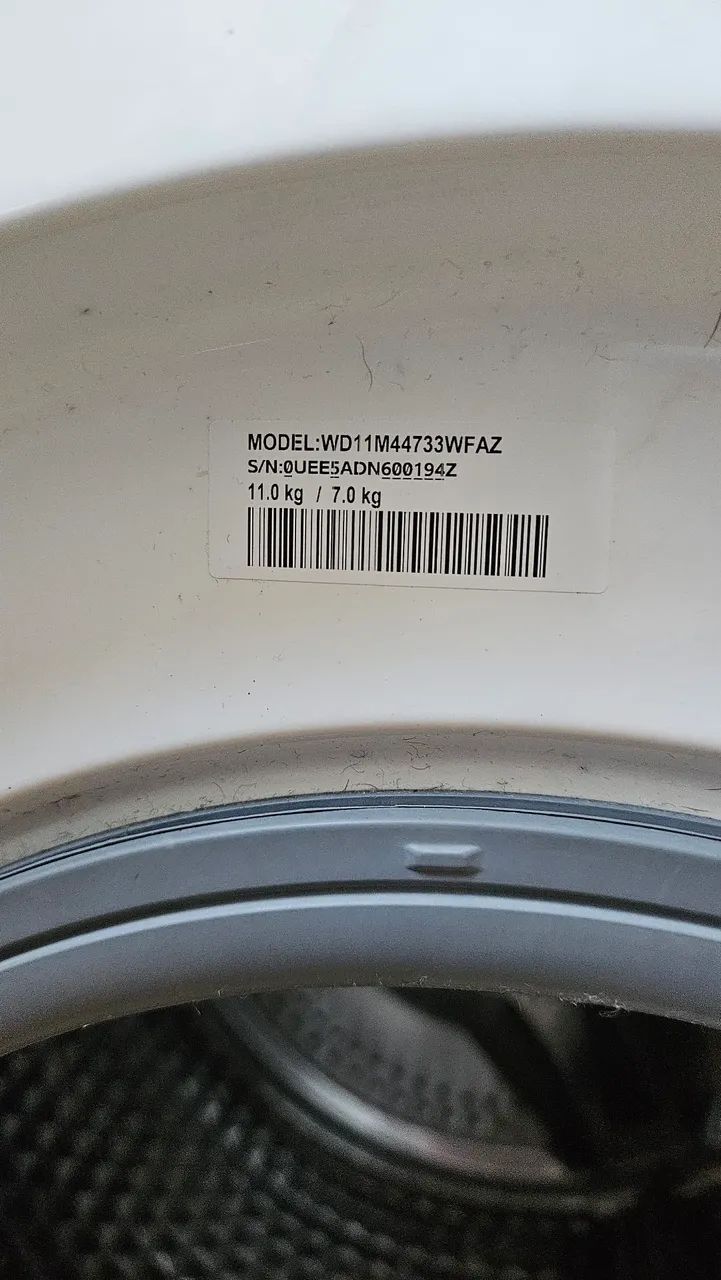 MODEL:WD11M44733WFAZ
S/N:0UEE5ADN600194Z
11.0 kg / 7.0 kg